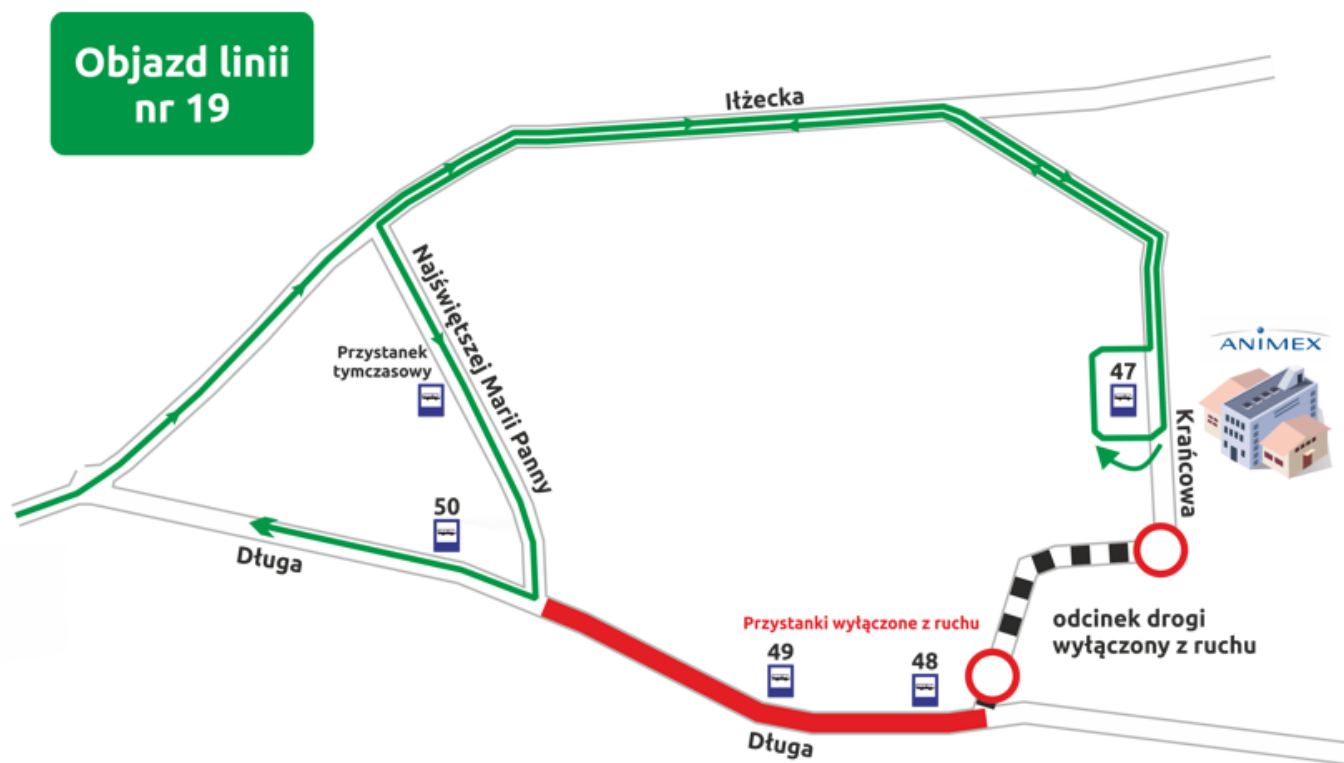 Objazd linii
nr 19
Iłżecka
Najświętszej Marii Panny
Przystanek
tymczasowy
ANIMEX
47
Krańcowa
50
Długa
Przystanki wyłączone z ruchu
odcinek drogi
wyłączony z ruchu
49
48
Długa